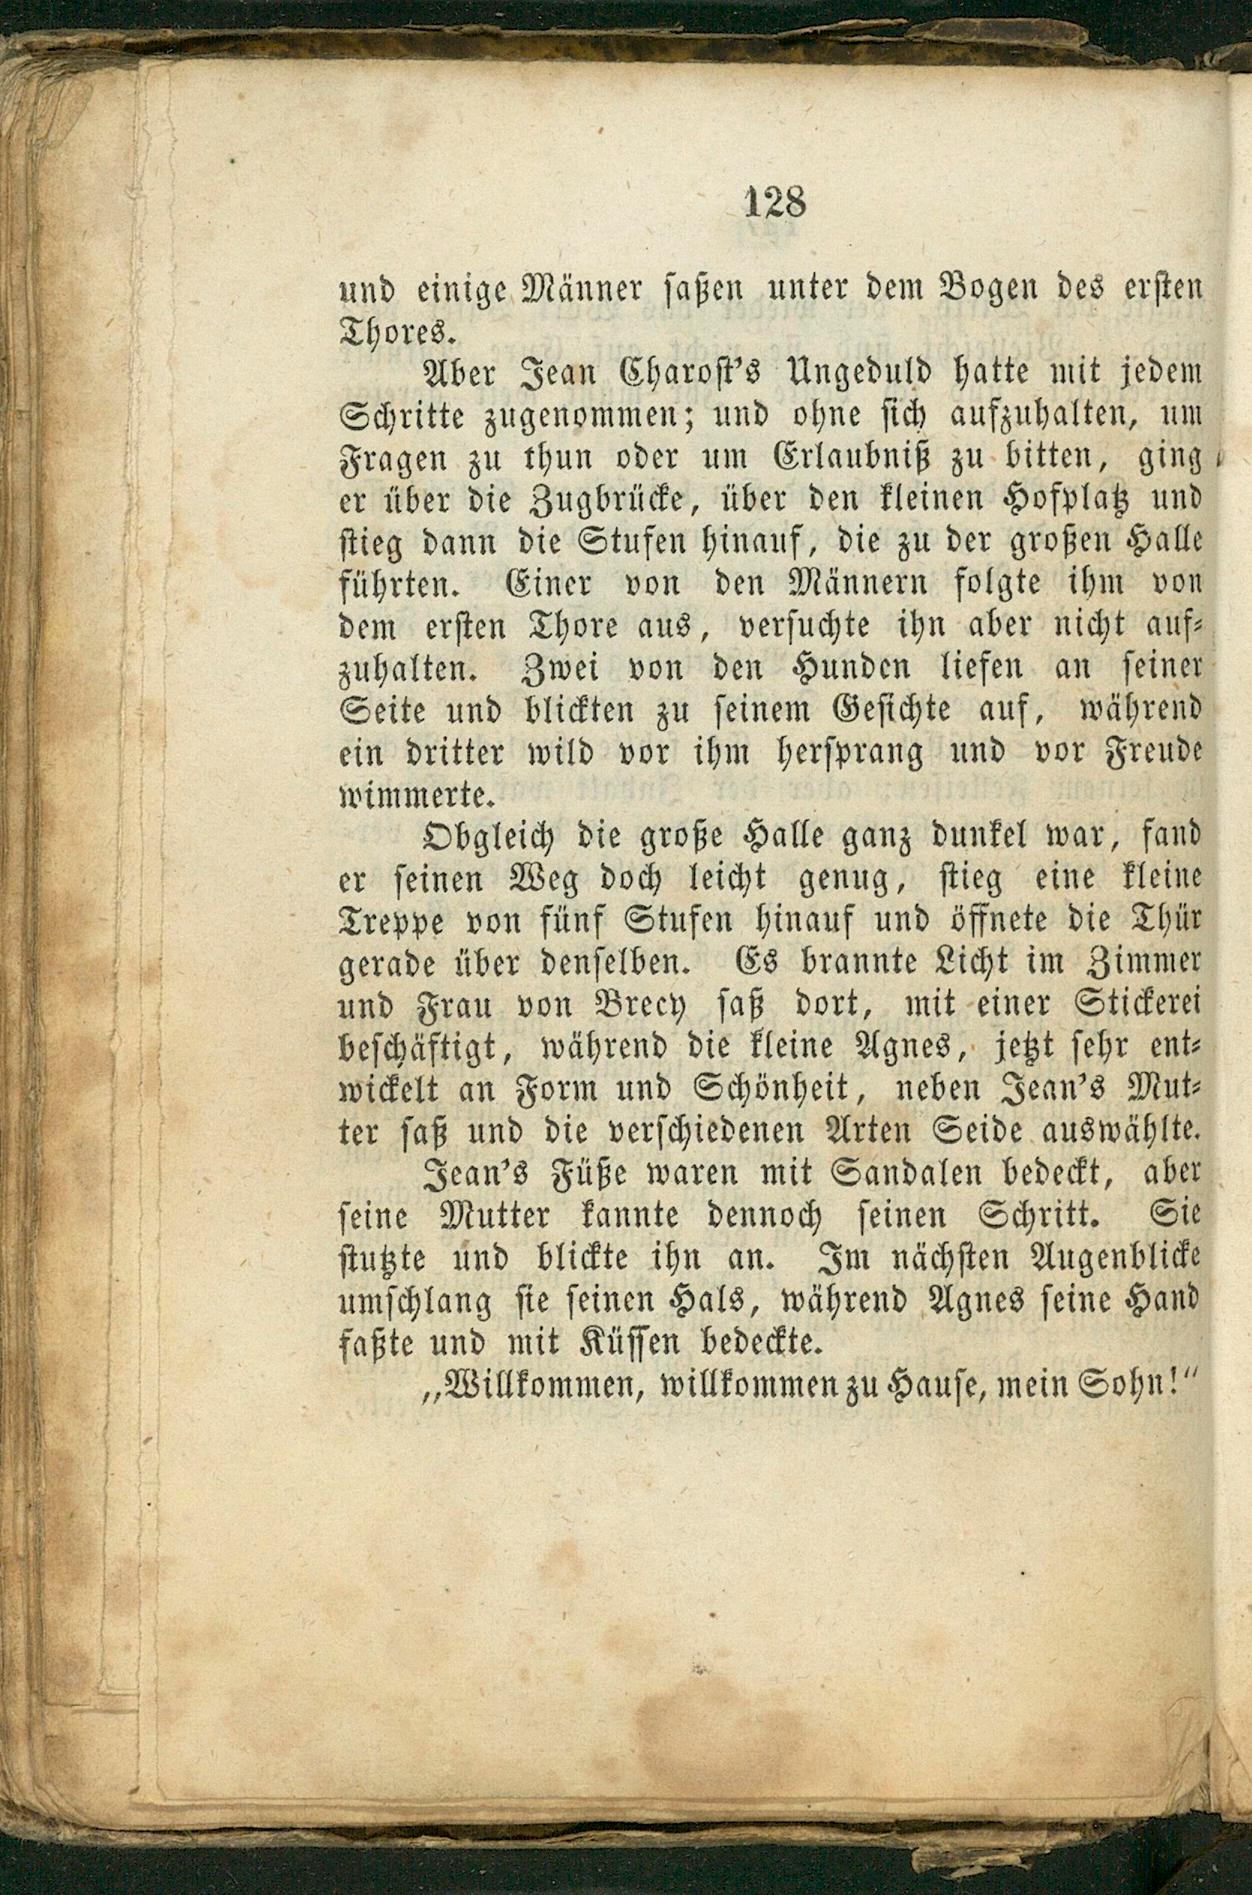 128
und einige Männer saßen unter dem Bogen des ersten
Thores.
Aber Jean Charost's Ungeduld hatte mit jedem
Schritte zugenommen; und ohne sich aufzuhalten, um
Fragen zu thun oder um Erlaubniß zu bitten, ging
er über die Zugbrücke, über den kleinen Hofplatz und
stieg dann die Stufen hinauf, die zu der großen Halle
führten. Einer von den Männern folgte ihm von
dem ersten Thore aus, versuchte ihn aber nicht auf-
zuhalten. Zwei von den Hunden liefen an seiner
Seite und blickten zu seinem Gesichte auf, während
ein dritter wild vor ihm hersprang und vor Freude
wimmerte.
Obgleich die große Halle ganz dunkel war, fand
er seinen Weg doch leicht genug, stieg eine kleine
Treppe von fünf Stufen hinauf und öffnete die Thür
gerade über denselben. Es brannte Licht im Zimmer
und Frau von Brecy saß dort, mit einer Stickerei
beschäftigt, während die kleine Agnes, jetzt sehr ent-
wickelt an Form und Schönheit, neben Jean's Mut-
ter saß und die verschiedenen Arten Seide auswählte.
Jean's Füße waren mit Sandalen bedeckt, aber
seine Mutter kannte dennoch seinen Schritt. Sie
stutzte und blickte ihn an. Im nächsten Augenblicke
umschlang sie seinen Hals, während Agnes seine Hand
faßte und mit Küssen bedeckte.
„Willkommen, willkommen zu Hause, mein Sohn!“